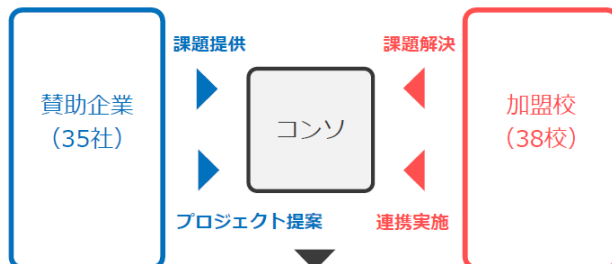 課題提供
課題解決
賛助企業
（35社）
コンソ
加盟校
（38校）
プロジェクト提案
連携実施